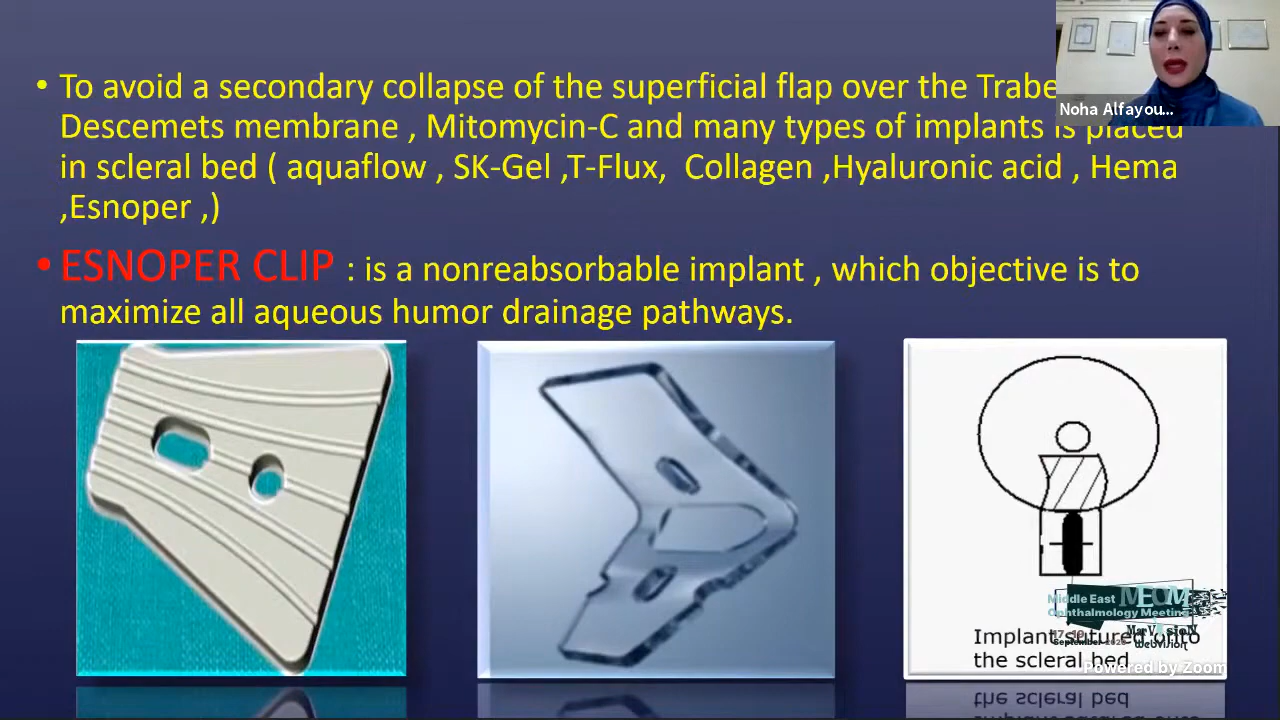 • To avoid a secondary collapse of the superficial flap over the
Descemets membrane , Mitomycin-C and many types of implants is placed
in scleral bed ( aquaflow , SK-Gel ,T-Flux, Collagen ,Hyaluronic acid , Hema
,Esnoper ,)
• ESNOPER CLIP : is a nonreabsorbable implant , which objective is to
maximize all aqueous humor drainage pathways.
Noha Alfayou...
Implant sutured onto
the scleral bed
Middle East
Ophthalmology Meeting
MEOM
September
Powered by Zoom